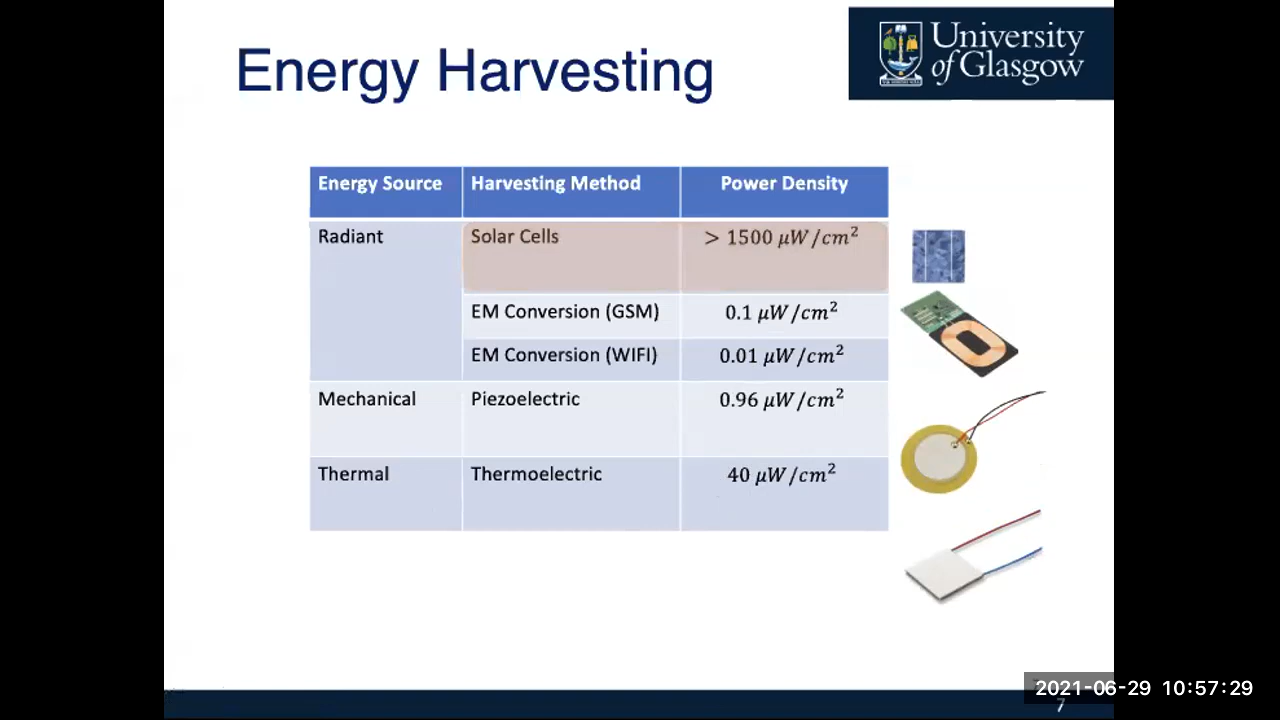 Energy Harvesting
University
of Glasgow
Energy Source Harvesting Method Power Density
Radiant Solar Cells > 1500 μW/cm²
EM Conversion (GSM) 0.1 μW/cm²
EM Conversion (WIFI) 0.01 μW/cm²
Mechanical Piezoelectric 0.96 μW/cm²
Thermal Thermoelectric 40 μW/cm²
2021-06-29 10:57:29
7